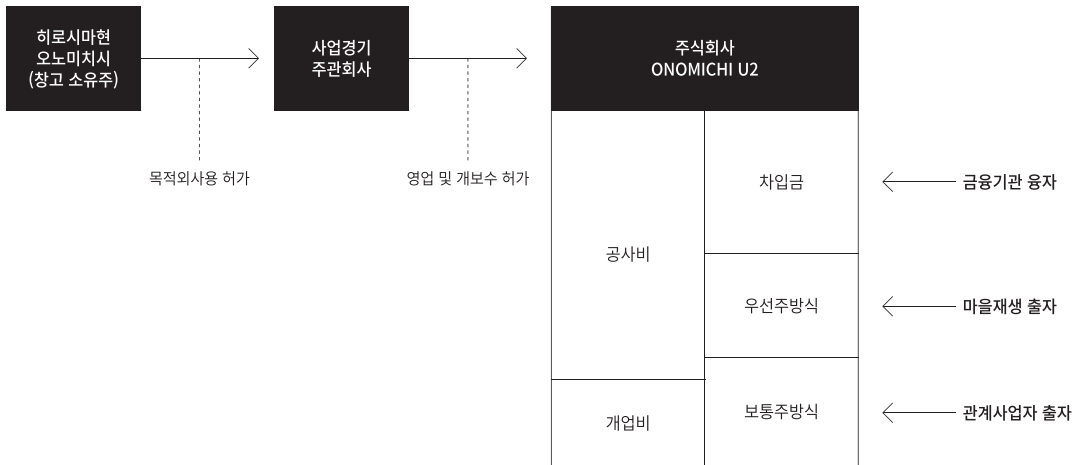 히로시마현
오노미치시
(창고 소유주)
사업경기
주관회사
주식회사
ONOMICHI U2
목적외사용 허가
영업 및 개보수 허가
차입금
금융기관 융자
공사비
우선주방식
마을재생 출자
보통주방식
관계사업자 출자
개업비